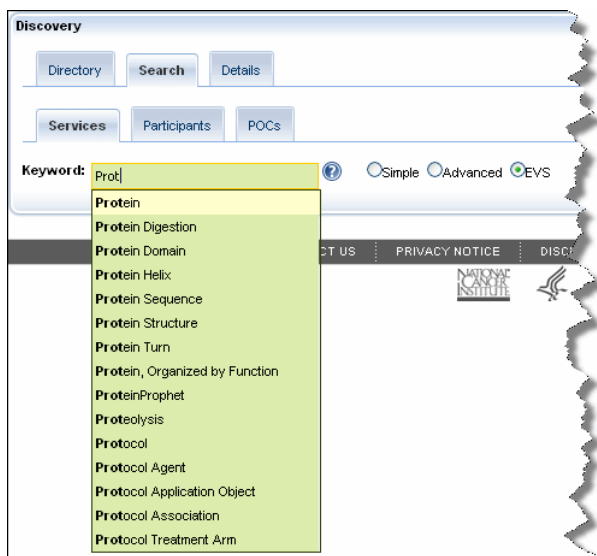 Discovery
Directory Search Details
Services Participants POCs
Keyword: Prot ? Simple Advanced EVS
Protein
Protein Digestion
Protein Domain
CT US PRIVACY NOTICE
Protein Helix
NATIONAL CANCER INSTITUTE
Protein Sequence
Protein Structure
Protein Turn
Protein, Organized by Function
ProteinProphet
Proteolysis
Protocol
Protocol Agent
Protocol Application Object
Protocol Association
Protocol Treatment Arm